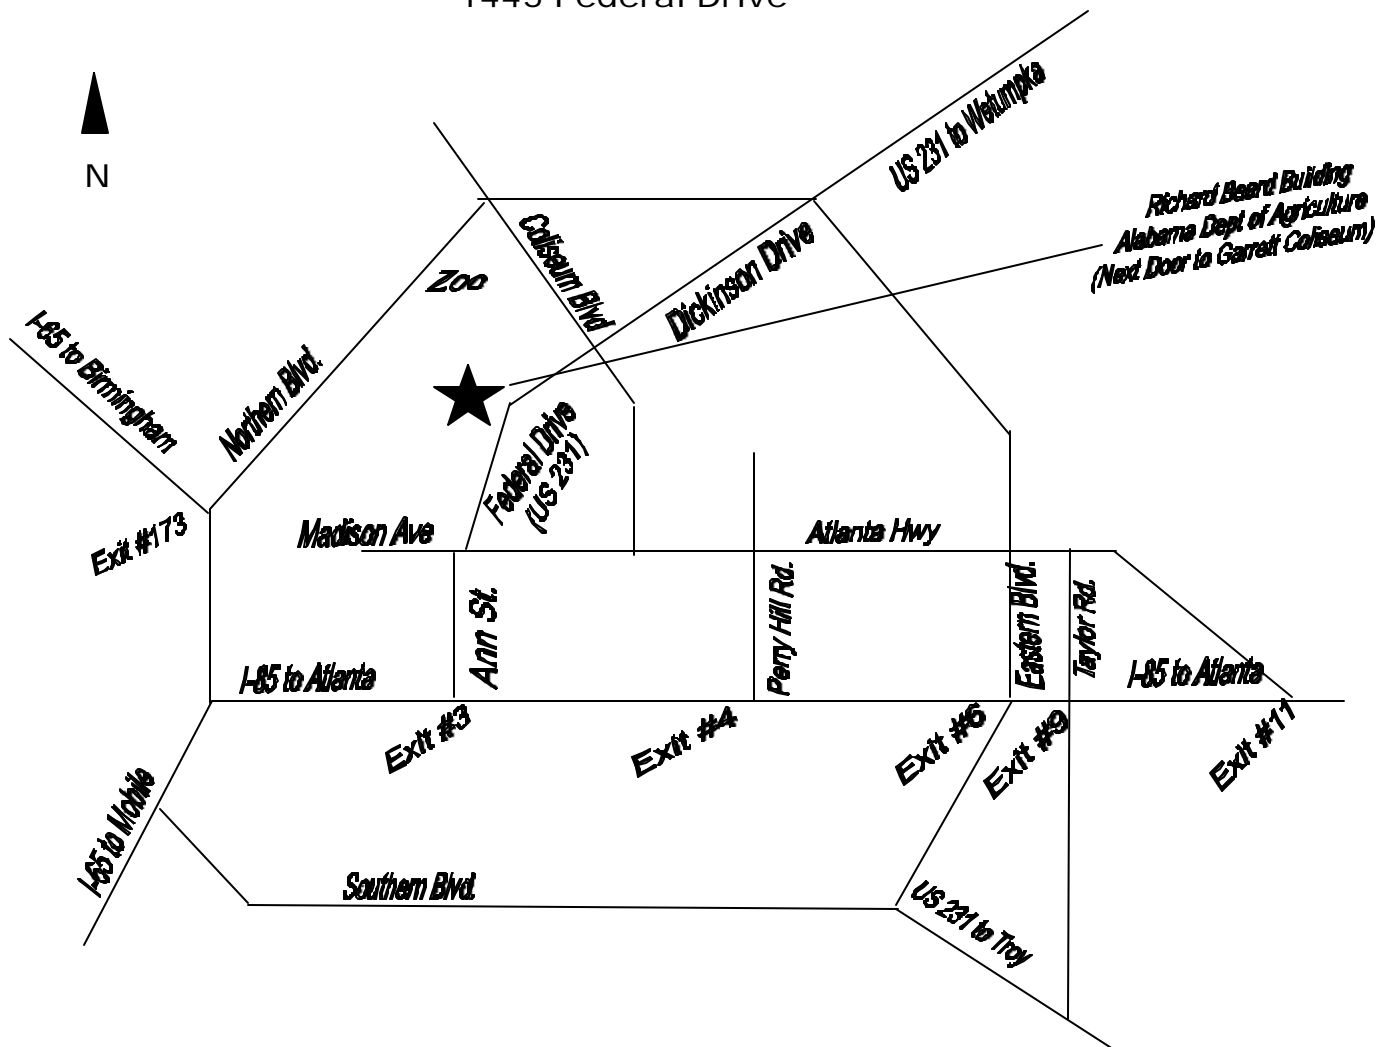 1445 Federal Drive
US 231 to Wetumpka
N
Richard Beard Building
Alabama Dept of Agriculture
(Next Door to Garrett Coliseum)
Coliseum Blvd
Dickinson Drive
Zoo
I-65 to Birmingham
Northern Blvd.
Federal Drive
(US 231)
Exit #173
Madison Ave
Atlanta Hwy
Ann St.
Perry Hill Rd.
Eastern Blvd.
Taylor Rd.
I-85 to Atlanta
I-85 to Atlanta
Exit #3
Exit #4
Exit #6
Exit #9
Exit #11
I-65 to Mobile
Southern Blvd.
US 231 to Troy